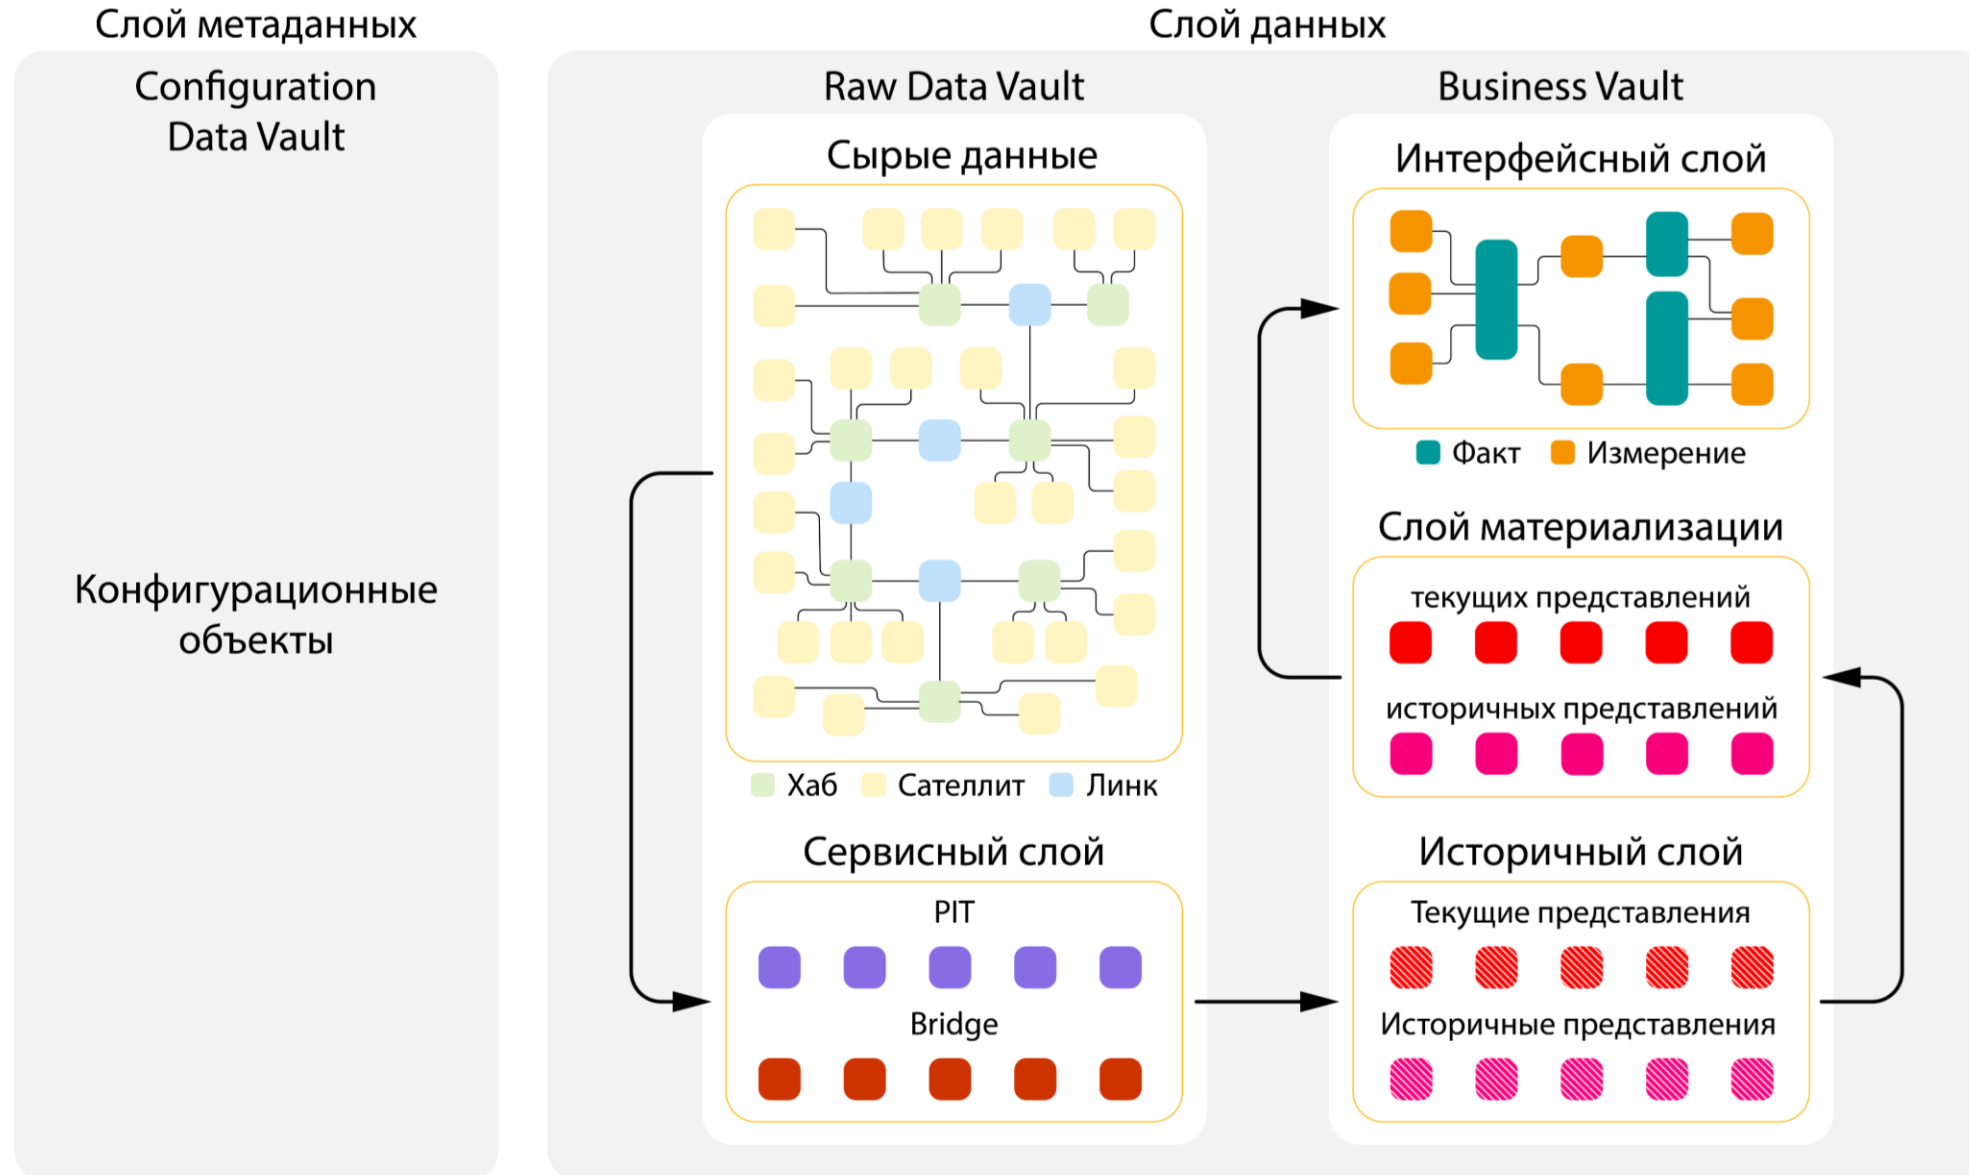 Слой метаданных
Configuration
Data Vault
Конфигурационные
объекты
Слой данных
Raw Data Vault
Сырые данные
Хаб
Сателлит
Линк
Сервисный слой
PIT
Bridge
Business Vault
Интерфейсный слой
Факт
Измерение
Слой материализации
текущих представлений
историчных представлений
Историчный слой
Текущие представления
Историчные представления